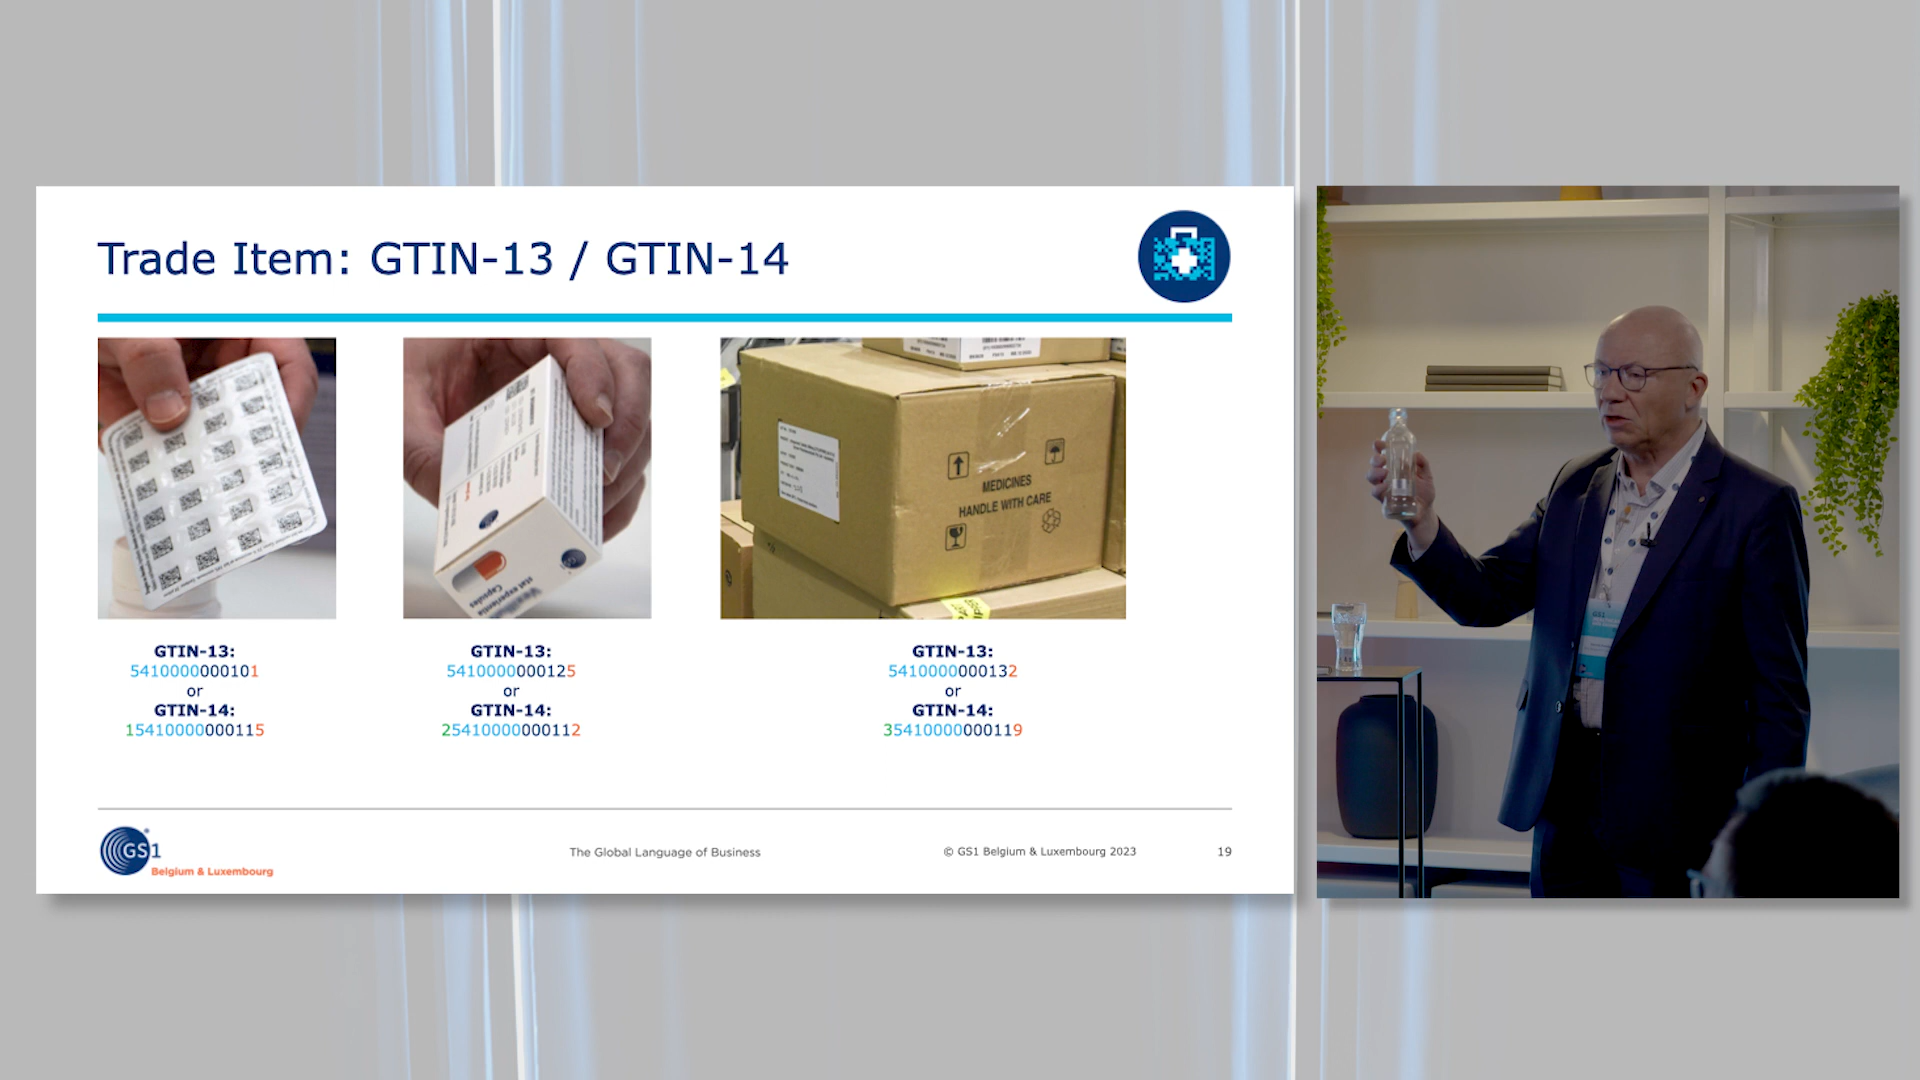 Trade Item: GTIN-13 / GTIN-14
MEDICINES
HANDLE WITH CARE
Capsules
GTIN-13:
5410000000101
or
GTIN-14:
15410000000115
GTIN-13:
5410000000125
or
GTIN-14:
25410000000112
GTIN-13:
5410000000132
or
GTIN-14:
35410000000119
GS1
Belgium & Luxembourg
The Global Language of Business
© GS1 Belgium & Luxembourg 2023
19
GS1